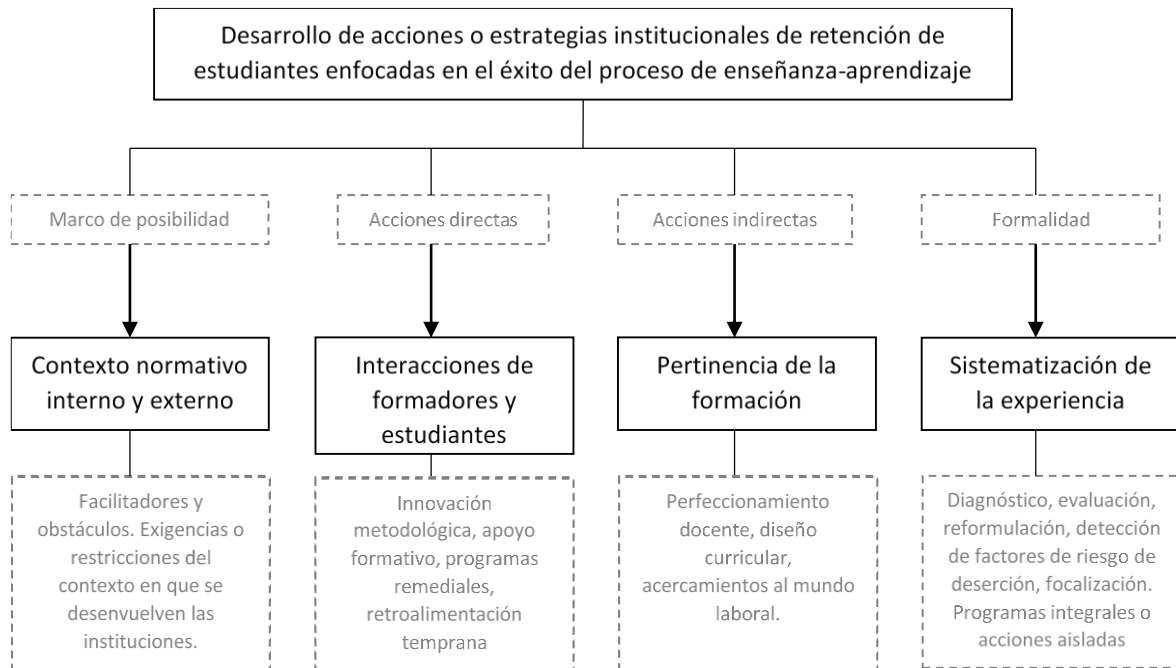 Desarrollo de acciones o estrategias institucionales de retención de
estudiantes enfocadas en el éxito del proceso de enseñanza-aprendizaje
Marco de posibilidad
Acciones directas
Acciones indirectas
Formalidad
Contexto normativo
interno y externo
Interacciones de
formadores y
estudiantes
Pertinencia de la
formación
Sistematización de
la experiencia
Facilitadores y
obstáculos. Exigencias o
restricciones del
contexto en que se
desenvuelven las
instituciones.
Innovación
metodológica, apoyo
formativo, programas
remediales,
retroalimentación
temprana
Perfeccionamiento
docente, diseño
curricular,
acercamientos al mundo
laboral.
Diagnóstico, evaluación,
reformulación, detección
de factores de riesgo de
deserción, focalización.
Programas integrales o
acciones aisladas